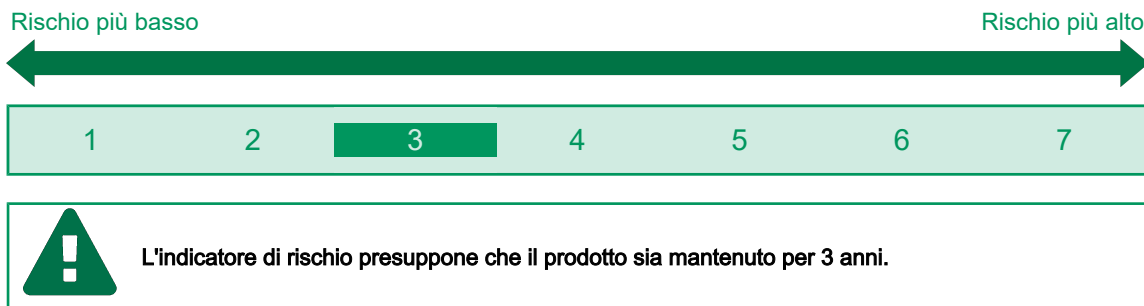 Rischio più basso Rischio più alto
1 2 3 4 5 6 7
L'indicatore di rischio presuppone che il prodotto sia mantenuto per 3 anni.